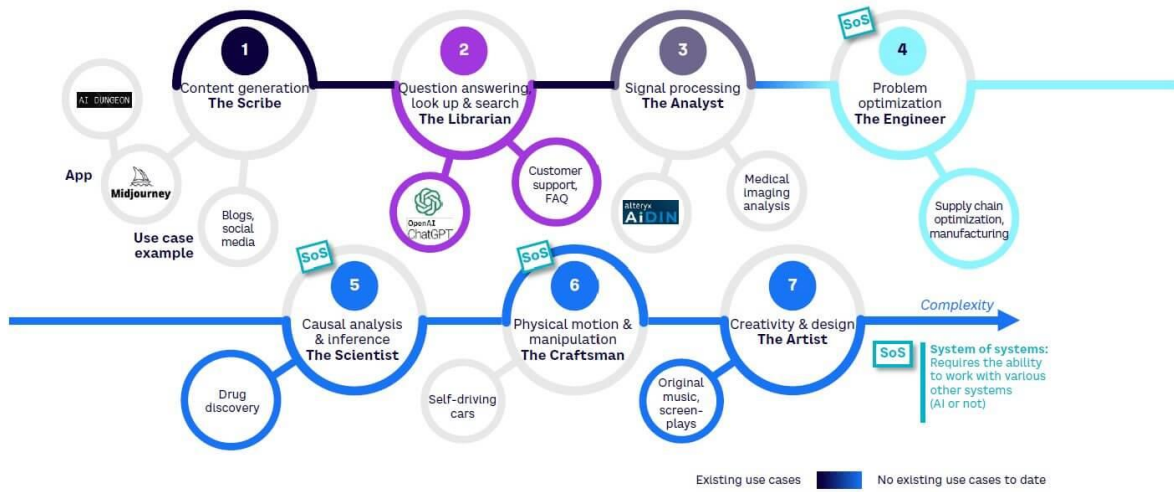 SoS
1
2
3
4
Content generation
The Scribe
Question answering,
look up & search
The Librarian
Signal processing
The Analyst
Problem
optimization
The Engineer
AI DUNGEON
App
Midjourney
Use case
example
Blogs,
social
media
OpenAI
ChatGPT
Customer
support,
FAQ
alteryx
AiDIN
Medical
imaging
analysis
Supply chain
optimization,
manufacturing
SoS
SoS
5
6
7
Causal analysis
& inference
The Scientist
Physical motion &
manipulation
The Craftsman
Creativity & design
The Artist
Complexity
Drug
discovery
Self-driving
cars
Original
music,
screen-
plays
SoS
System of systems:
Requires the ability
to work with various
other systems
(AI or not)
Existing use cases
No existing use cases to date